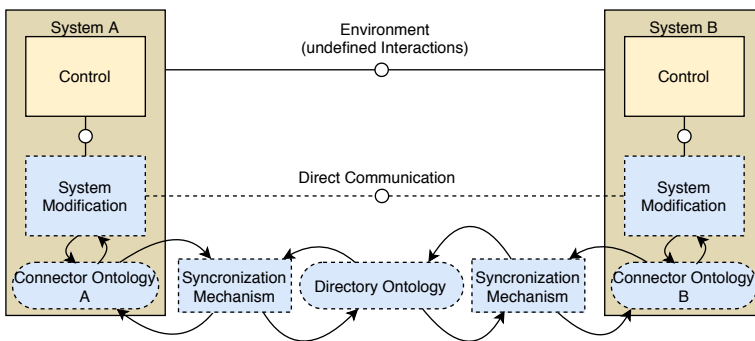 System A
Environment
(undefined Interactions)
System B
Control
Control
System
Modification
Direct Communication
System
Modification
Connector Ontology
A
Syncronization
Mechanism
Directory Ontology
Syncronization
Mechanism
Connector Ontology
B